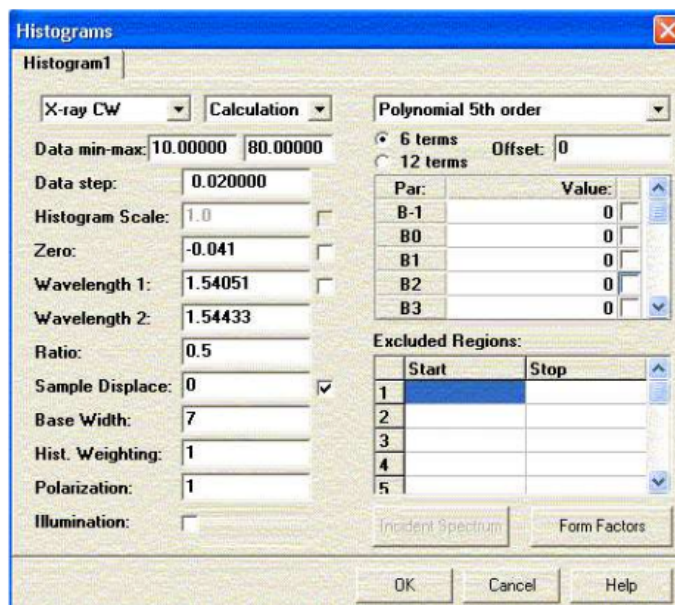 Histograms
Histogram1
X-ray CW Calculation
Data min-max: 10.00000 80.00000
Data step: 0.020000
Histogram Scale: 1.0
Zero: -0.041
Wavelength 1: 1.54051
Wavelength 2: 1.54433
Ratio: 0.5
Sample Displace: 0
Base Width: 7
Hist. Weighting: 1
Polarization: 1
Illumination:
Polynomial 5th order
6 terms
12 terms
Offset: 0
Par: Value:
B-1 0
B0 0
B1 0
B2 0
B3 0
Excluded Regions:
Start Stop
1
2
3
4
5
Incident Spectrum Form Factors
OK Cancel Help